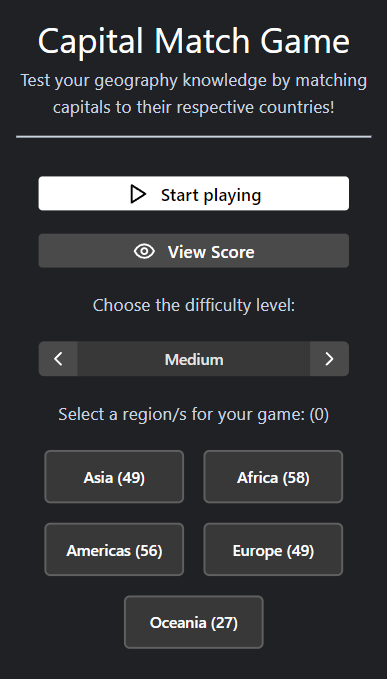 Capital Match Game
Test your geography knowledge by matching
capitals to their respective countries!
Start playing
View Score
Choose the difficulty level:
Medium
Select a region/s for your game: (0)
Asia (49)
Africa (58)
Americas (56)
Europe (49)
Oceania (27)